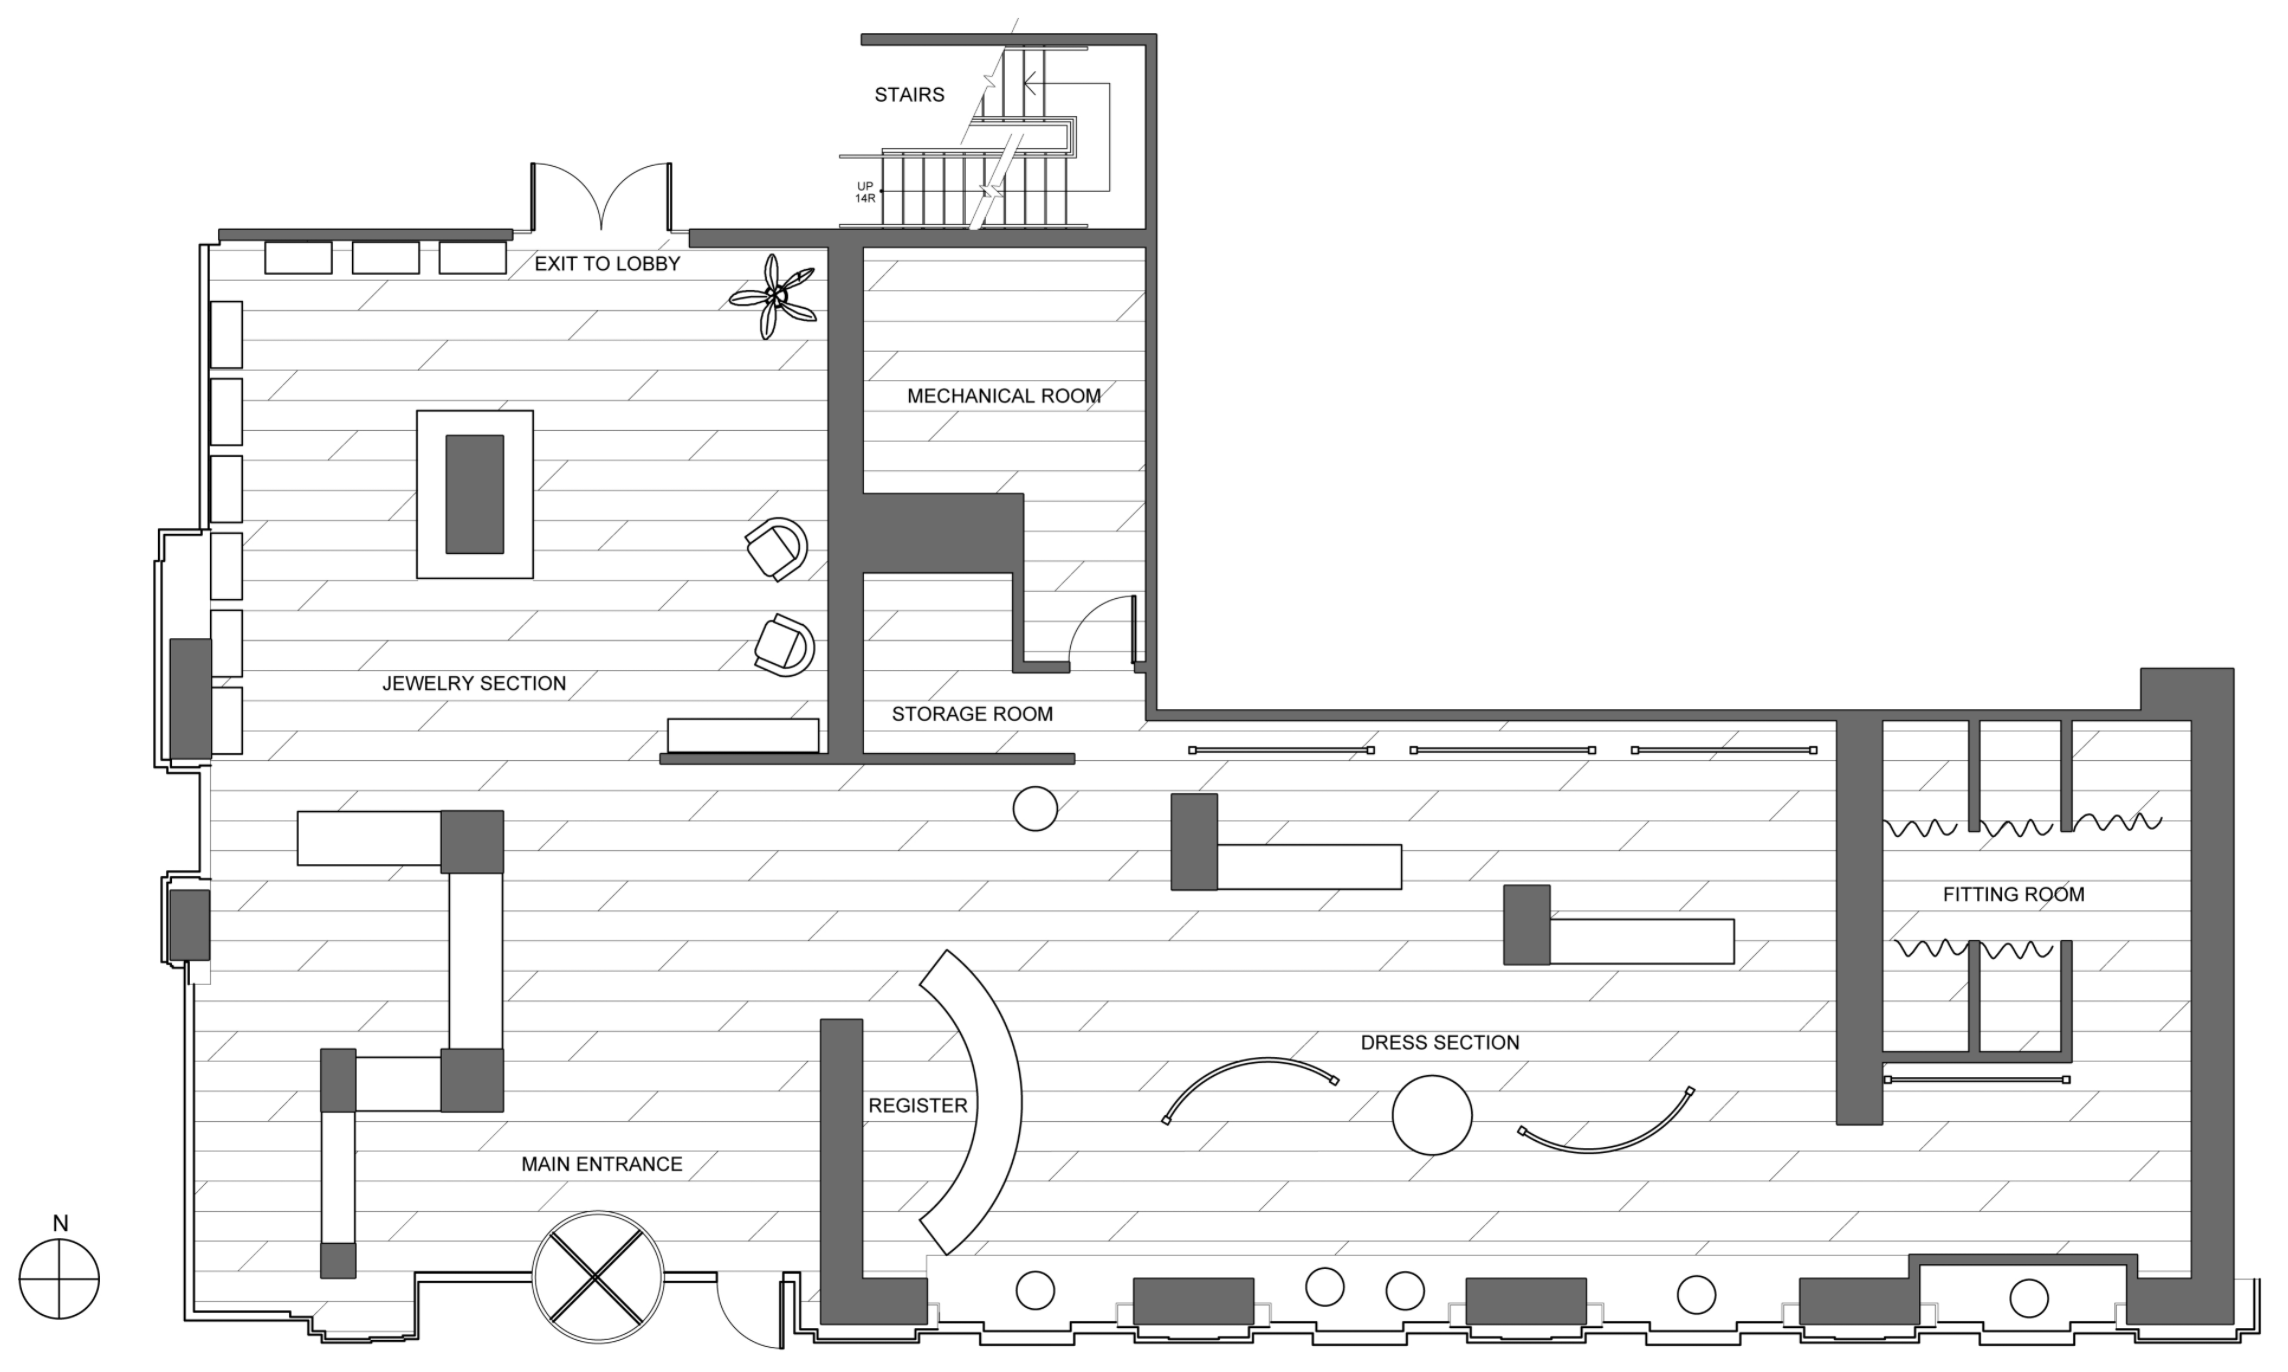 STAIRS
UP
14R
EXIT TO LOBBY
MECHANICAL ROOM
JEWELRY SECTION
STORAGE ROOM
FITTING ROOM
DRESS SECTION
REGISTER
MAIN ENTRANCE
N